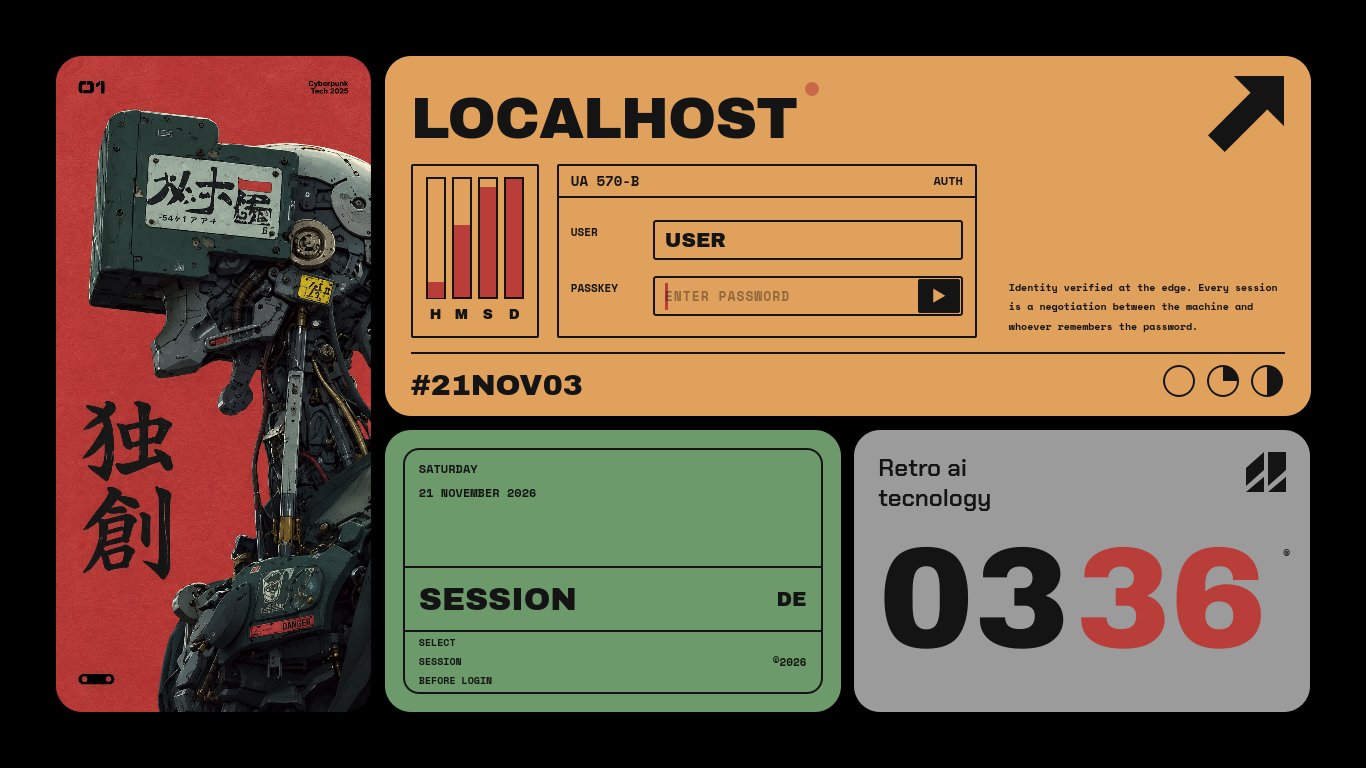 01
Cyberpunk
Tech 2025
独
創
DANGER
LOCALHOST
H M S D
UA 570-B
AUTH
USER
USER
PASSKEY
ENTER PASSWORD
Identity verified at the edge. Every session
is a negotiation between the machine and
whoever remembers the password.
#21NOV03
SATURDAY
21 NOVEMBER 2026
SESSION
DE
SELECT
SESSION
BEFORE LOGIN
©2026
Retro ai
tecnology
0336
®